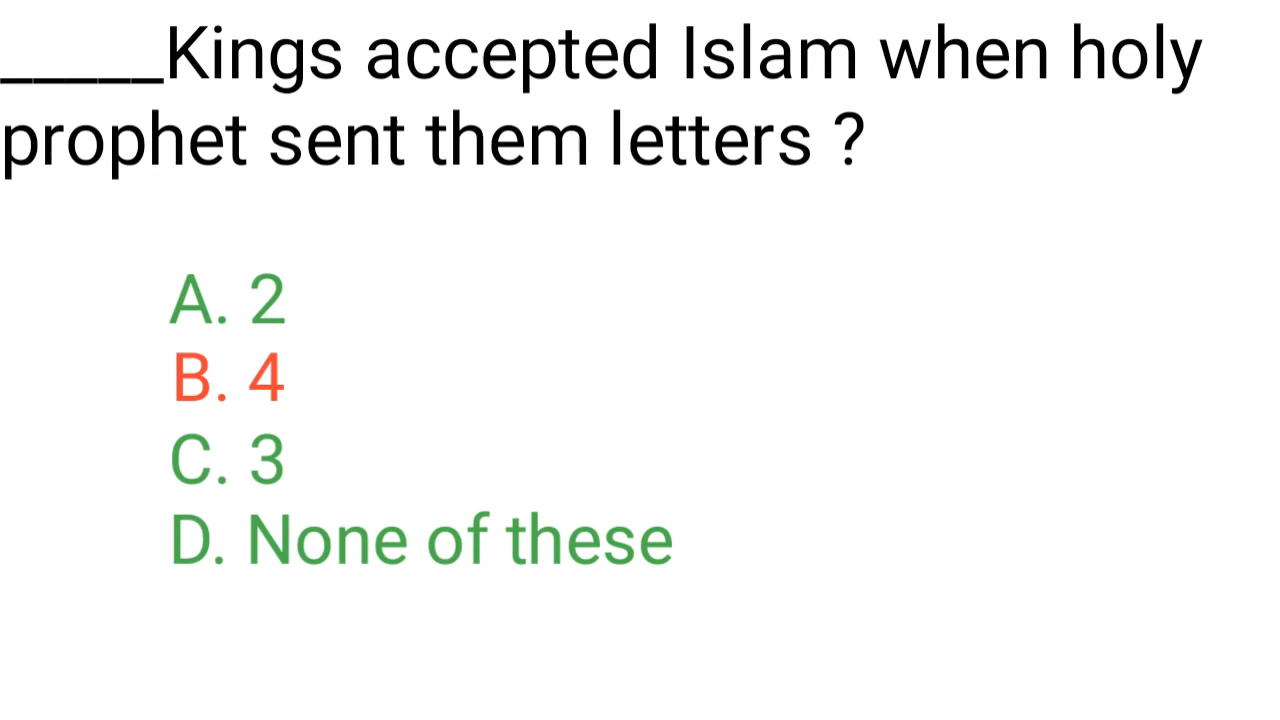 _____Kings accepted Islam when holy
prophet sent them letters ?
A. 2
B. 4
C. 3
D. None of these